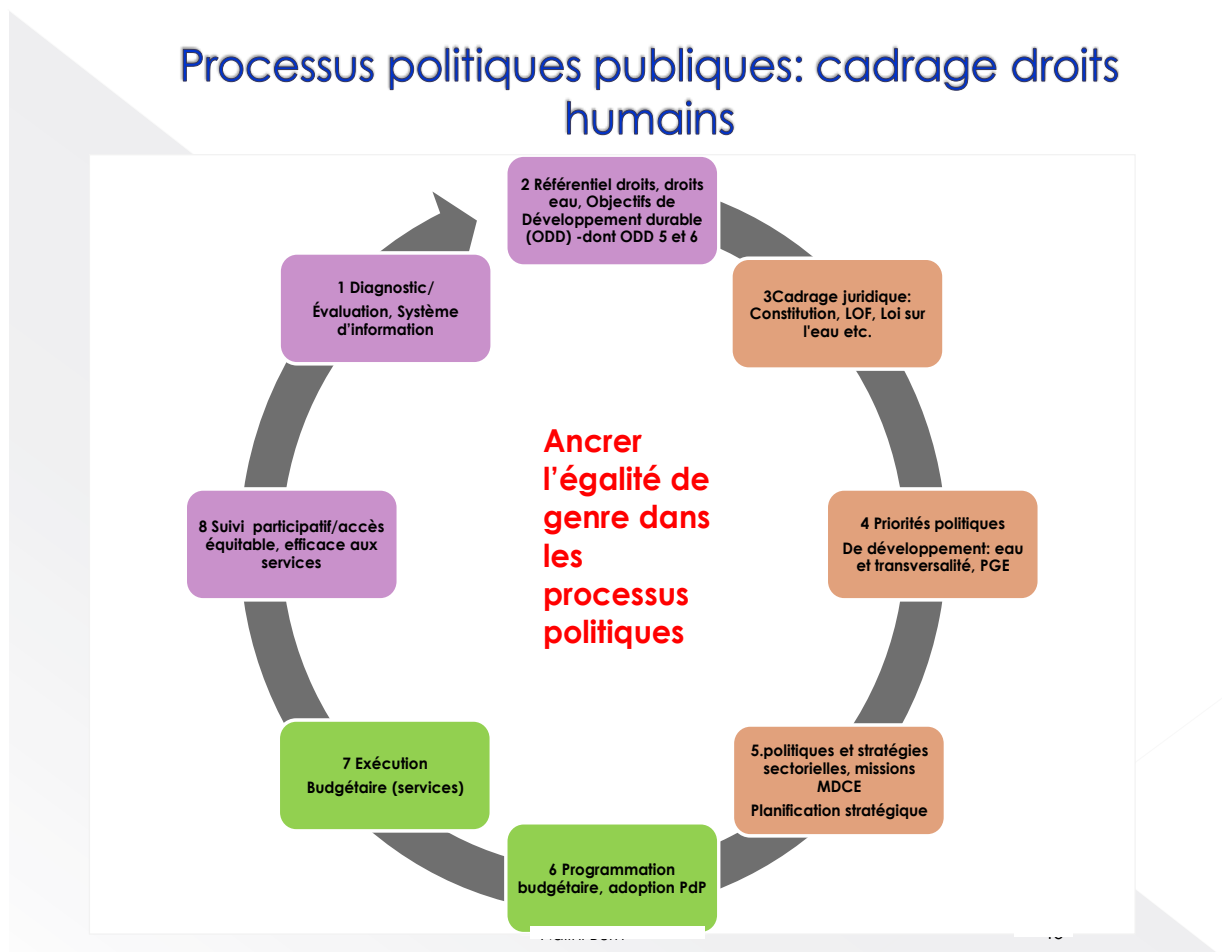 Processus politiques publiques: cadrage droits
humains
2 Référentiel droits, droits
eau, Objectifs de
Développement durable
(ODD) -dont ODD 5 et 6
3Cadrage juridique:
Constitution, LOF, Loi sur
l'eau etc.
4 Priorités politiques
De développement: eau
et transversalité, PGE
5.politiques et stratégies
sectorielles, missions
MDCE
Planification stratégique
6 Programmation
budgétaire, adoption PdP
7 Exécution
Budgétaire (services)
8 Suivi participatif/accès
équitable, efficace aux
services
1 Diagnostic/
Évaluation, Système
d'information
Ancrer
l'égalité de
genre dans
les
processus
politiques